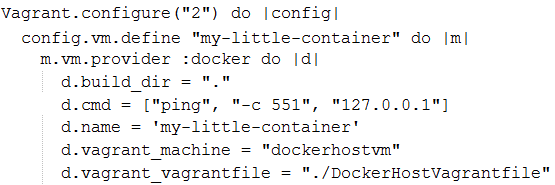 Vagrant.configure("2") do |config|
config.vm.define "my-little-container" do |m|
m.vm.provider :docker do |d|
d.build_dir = "."
d.cmd = ["ping", "-c 551", "127.0.0.1"]
d.name = 'my-little-container'
d.vagrant_machine = "dockerhostvm"
d.vagrant_vagrantfile = "./DockerHostVagrantfile"